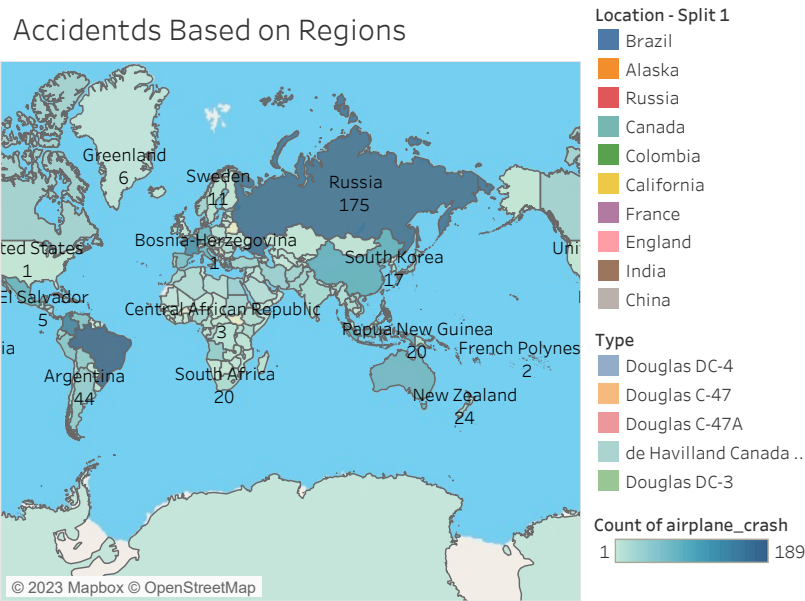 Accidentds Based on Regions
Greenland
6
Sweden
11
Russia
175
Bosnia-Herzegovina
1
ted States
1
South Korea
17
Uni
El Salvador
5
Central African Republic
3
Papua New Guinea
20
ia
French Polynes
2
Argentina
44
South Africa
20
New Zealand
24
© 2023 Mapbox © OpenStreetMap
Location - Split 1
Brazil
Alaska
Russia
Canada
Colombia
California
France
England
India
China
Type
Douglas DC-4
Douglas C-47
Douglas C-47A
de Havilland Canada ..
Douglas DC-3
Count of airplane_crash
1 189